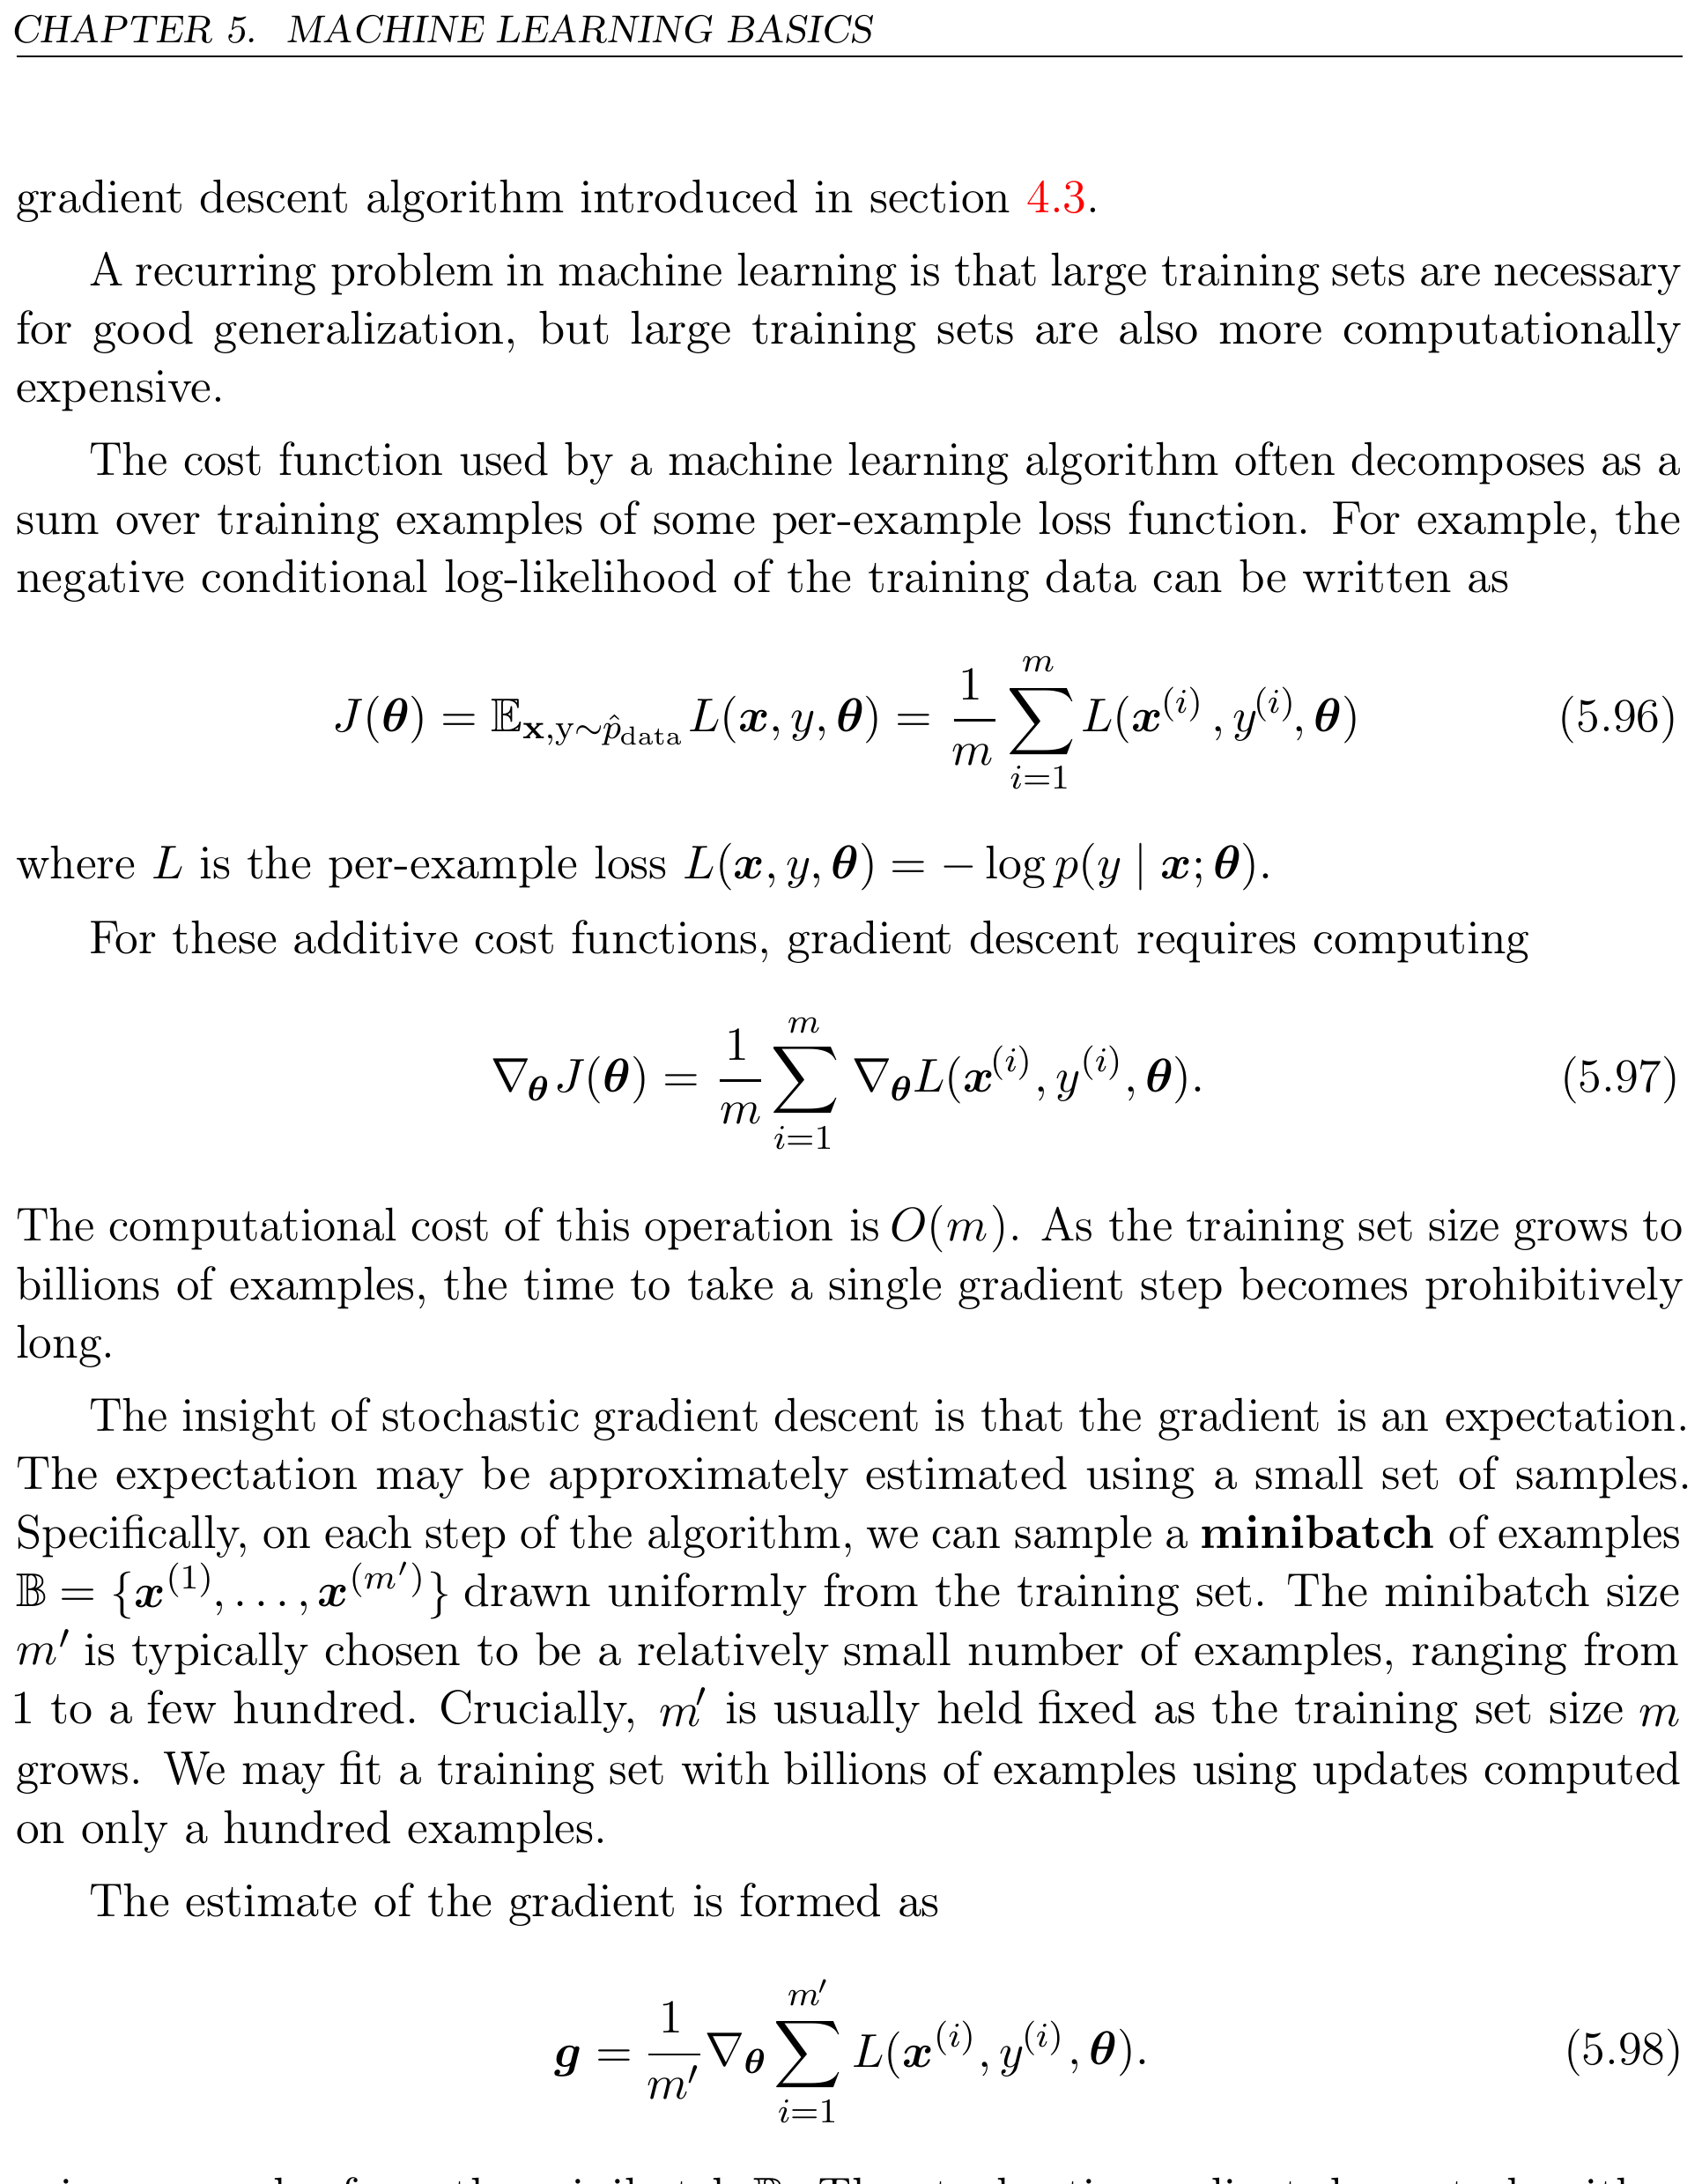 CHAPTER 5. MACHINE LEARNING BASICS
gradient descent algorithm introduced in section 4.3.
A recurring problem in machine learning is that large training sets are necessary
for good generalization, but large training sets are also more computationally
expensive.
The cost function used by a machine learning algorithm often decomposes as a
sum over training examples of some per-example loss function. For example, the
negative conditional log-likelihood of the training data can be written as
J(θ) = 𝔼_{x,y∼p̂_data} L(x, y, θ) = \frac{1}{m} \sum_{i=1}^{m} L(x^{(i)}, y^{(i)}, θ) (5.96)
where L is the per-example loss L(x, y, θ) = − log p(y | x; θ).
For these additive cost functions, gradient descent requires computing
∇_θ J(θ) = \frac{1}{m} \sum_{i=1}^{m} ∇_θ L(x^{(i)}, y^{(i)}, θ). (5.97)
The computational cost of this operation is O(m). As the training set size grows to
billions of examples, the time to take a single gradient step becomes prohibitively
long.
The insight of stochastic gradient descent is that the gradient is an expectation.
The expectation may be approximately estimated using a small set of samples.
Specifically, on each step of the algorithm, we can sample a minibatch of examples
𝔹 = {x^{(1)}, . . . , x^{(m′)}} drawn uniformly from the training set. The minibatch size
m′ is typically chosen to be a relatively small number of examples, ranging from
1 to a few hundred. Crucially, m′ is usually held fixed as the training set size m
grows. We may fit a training set with billions of examples using updates computed
on only a hundred examples.
The estimate of the gradient is formed as
g = \frac{1}{m′} ∇_θ \sum_{i=1}^{m′} L(x^{(i)}, y^{(i)}, θ). (5.98)